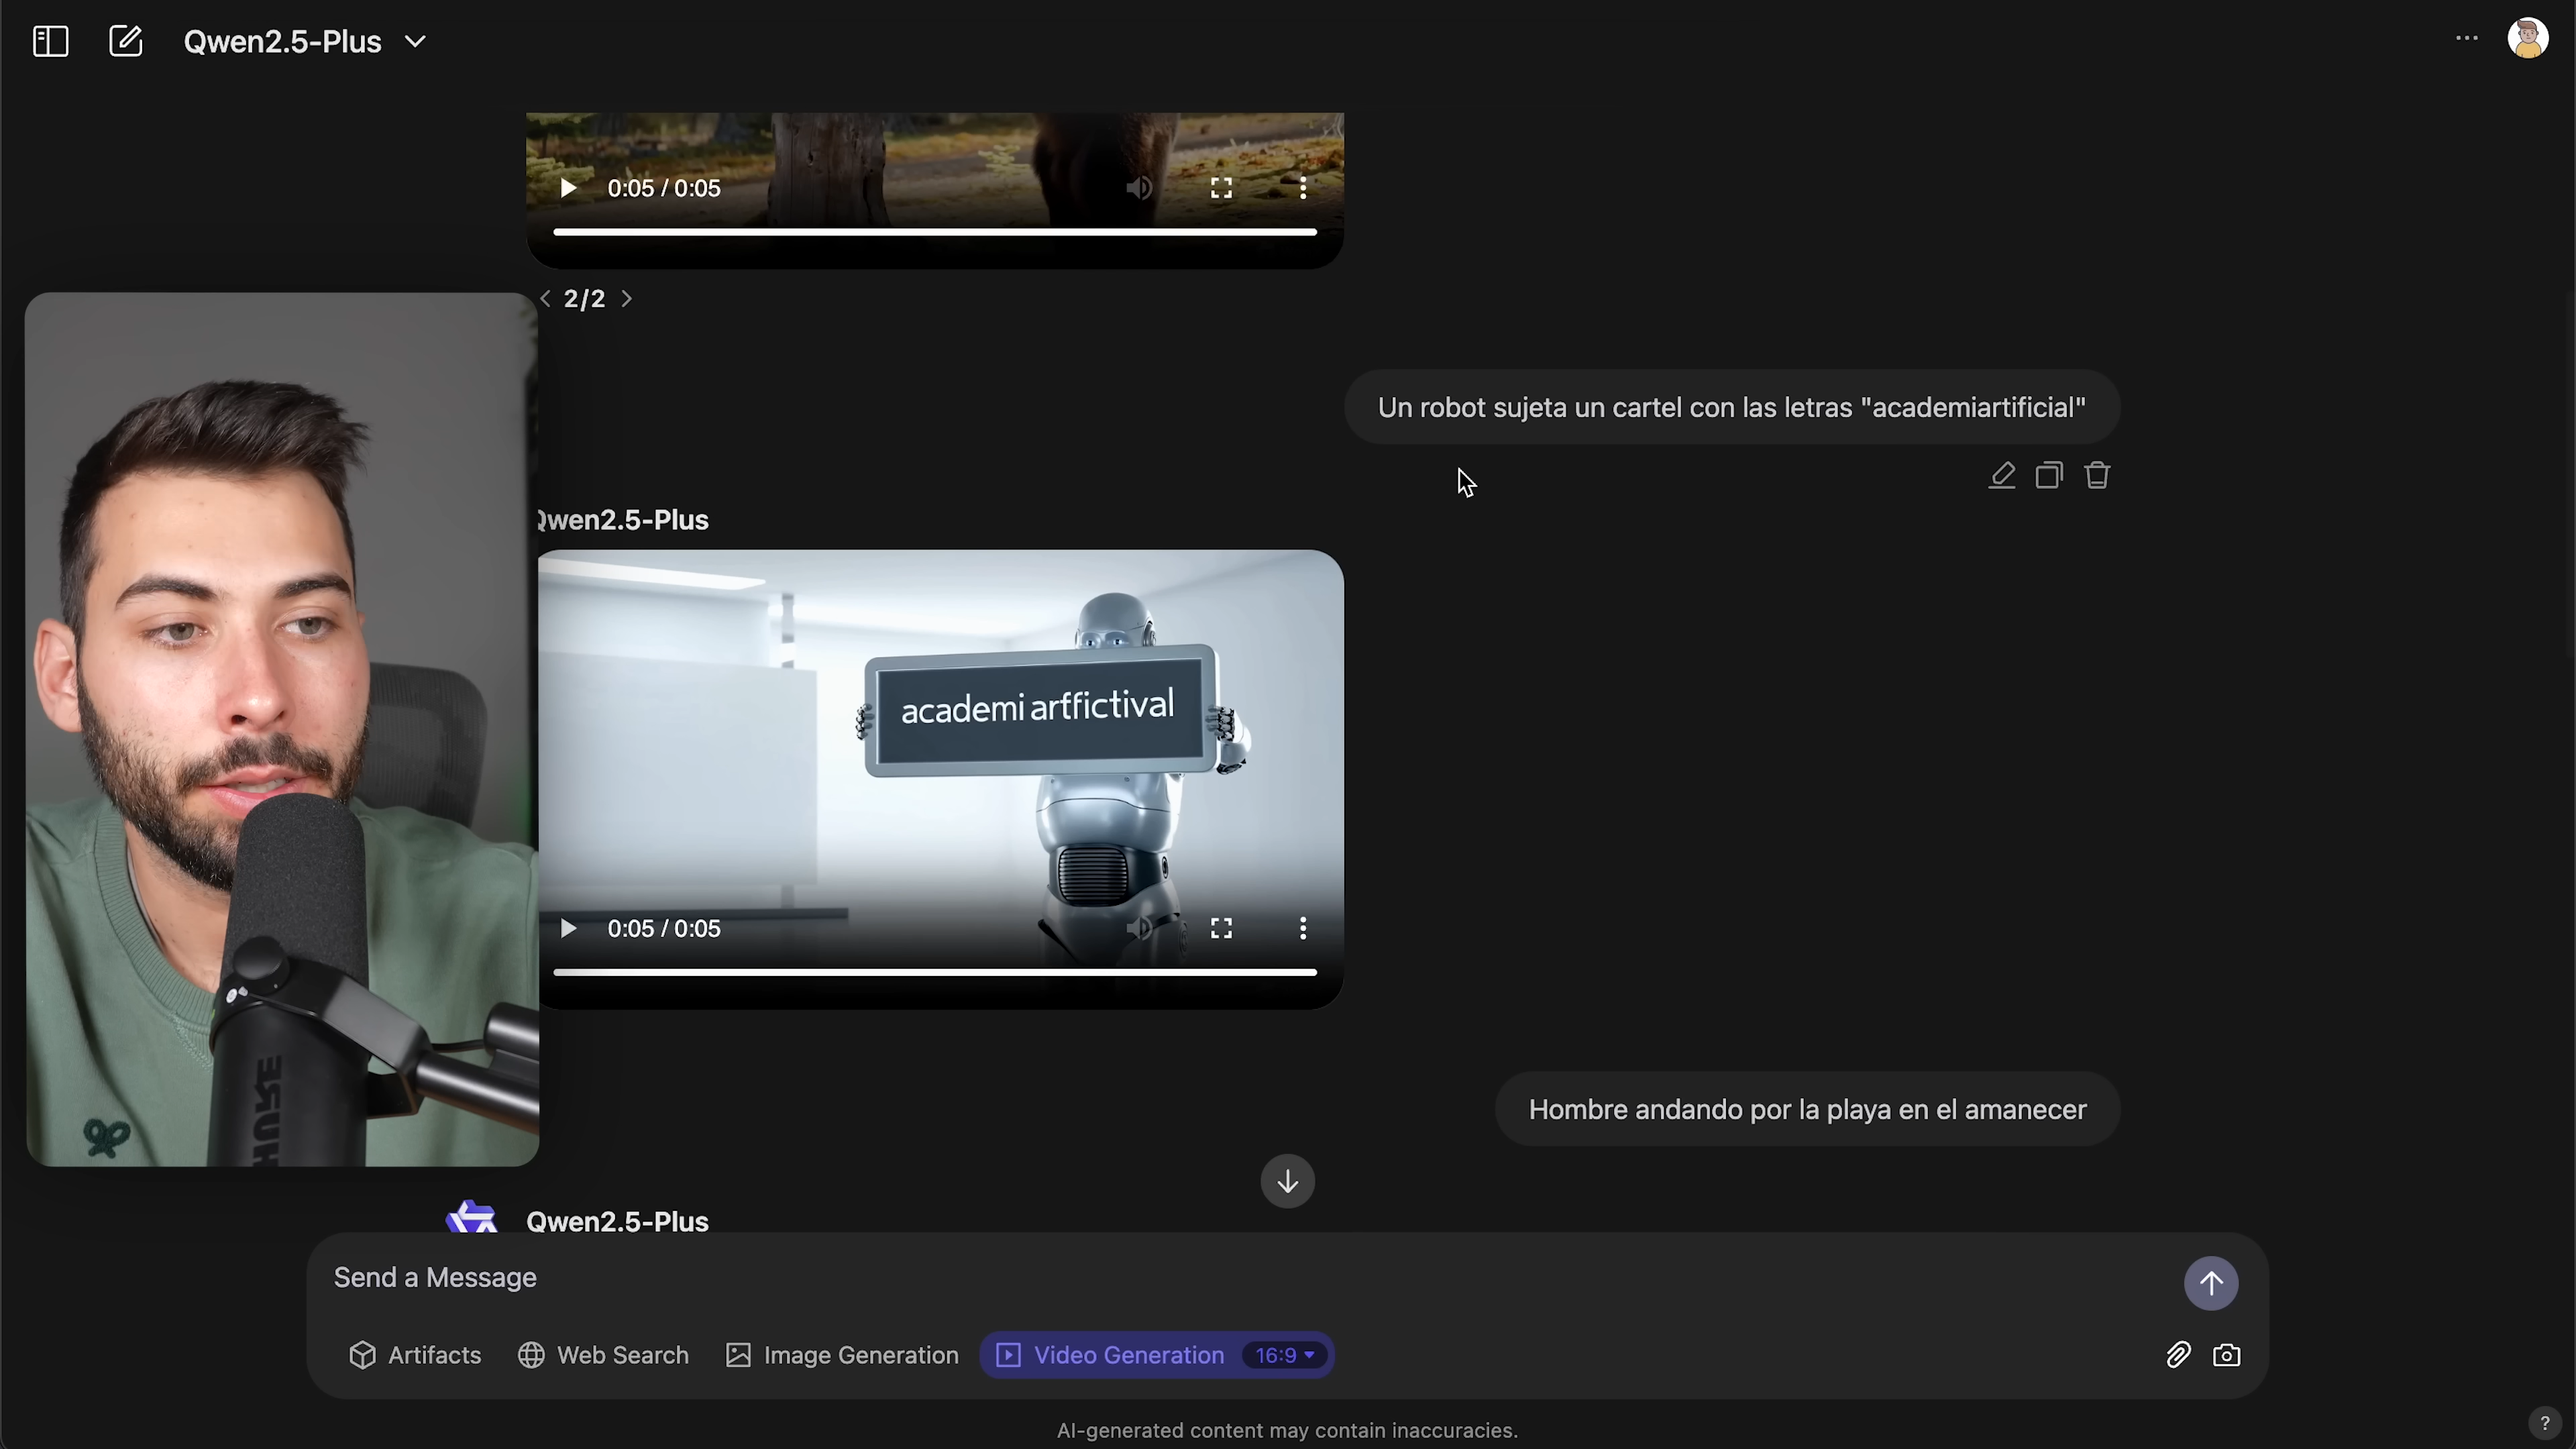 Qwen2.5-Plus
0:05 / 0:05
2/2
Un robot sujeta un cartel con las letras "academiartificial"
Qwen2.5-Plus
academi artfictival
0:05 / 0:05
Hombre andando por la playa en el amanecer
Qwen2.5-Plus
Send a Message
Artifacts Web Search Image Generation Video Generation 16:9
AI-generated content may contain inaccuracies.
?